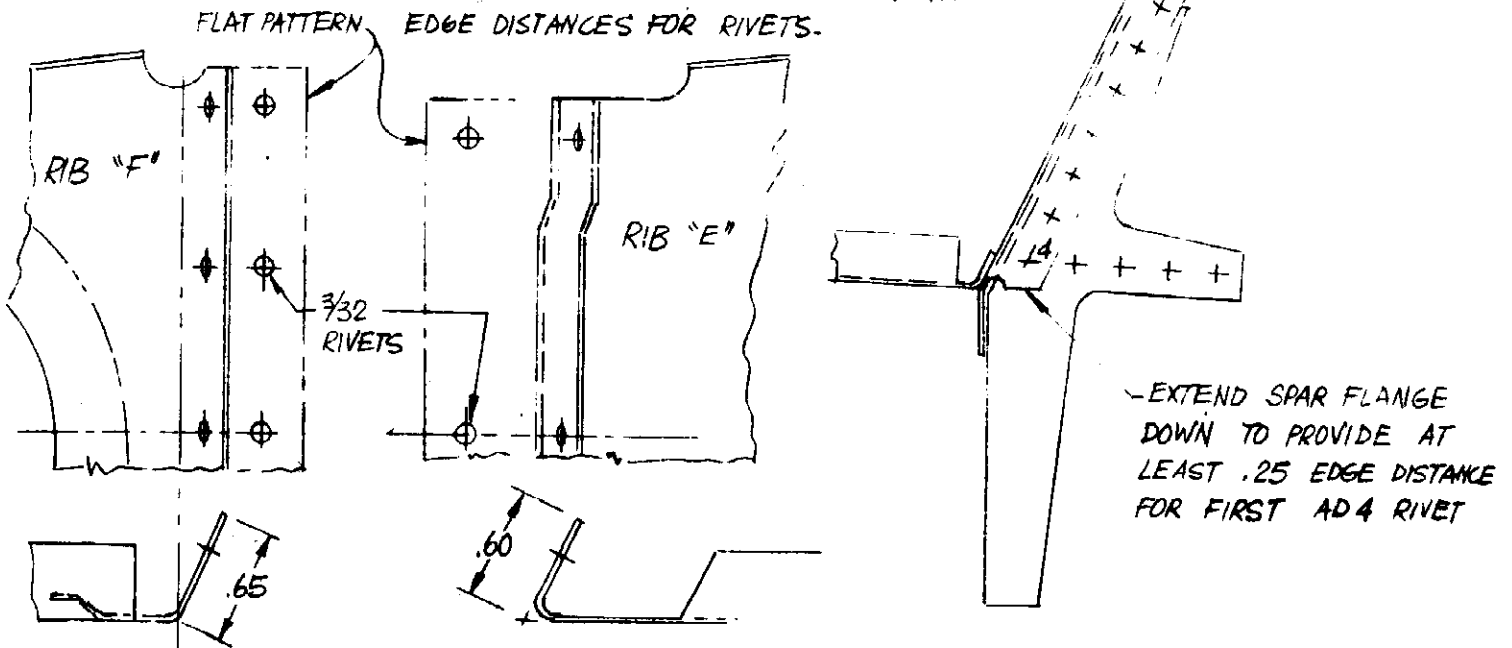 FLAT PATTERN
EDGE DISTANCES FOR RIVETS.
RIB "F"
RIB "E"
3/32
RIVETS
4
-EXTEND SPAR FLANGE
DOWN TO PROVIDE AT
LEAST .25 EDGE DISTANCE
FOR FIRST AD4 RIVET
.65
.60